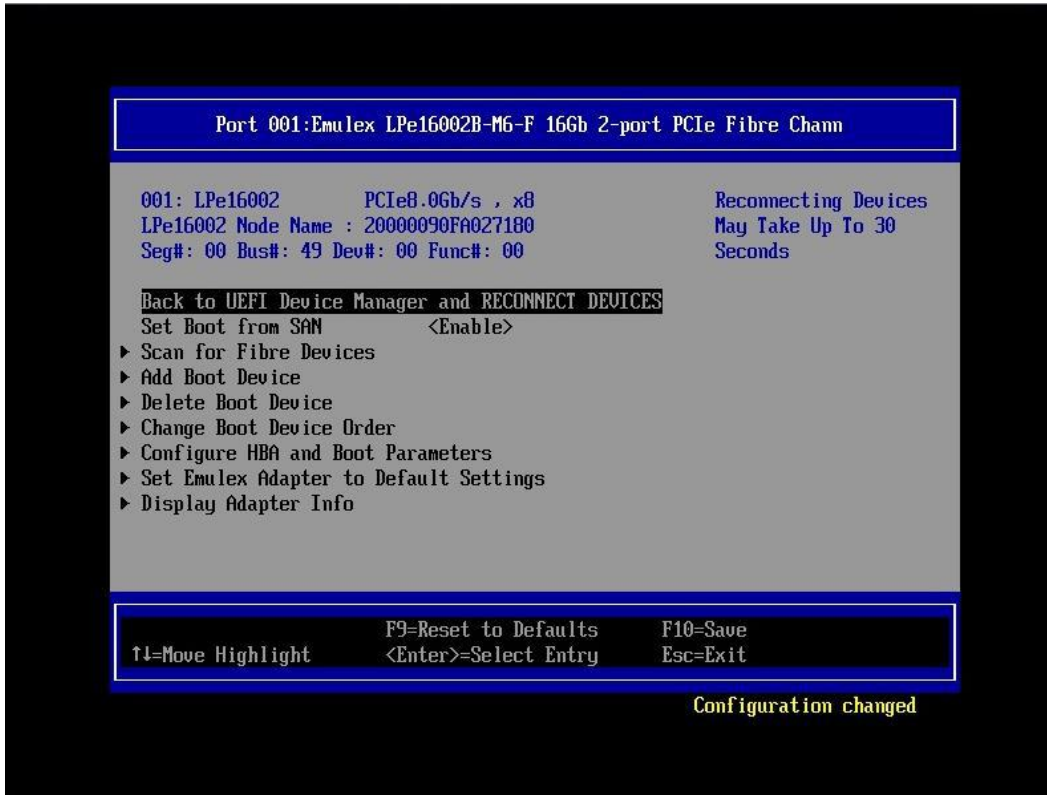 Port 001:Emulex LPe16002B-M6-F 16Gb 2-port PCIe Fibre Chann
001: LPe16002 PCIe8.0Gb/s , x8 Reconnecting Devices
LPe16002 Node Name : 20000090FA027180 May Take Up To 30
Seg#: 00 Bus#: 49 Dev#: 00 Func#: 00 Seconds
Back to UEFI Device Manager and RECONNECT DEVICES
Set Boot from SAN <Enable>
▶ Scan for Fibre Devices
▶ Add Boot Device
▶ Delete Boot Device
▶ Change Boot Device Order
▶ Configure HBA and Boot Parameters
▶ Set Emulex Adapter to Default Settings
▶ Display Adapter Info
F9=Reset to Defaults F10=Save
↑↓=Move Highlight <Enter>=Select Entry Esc=Exit
Configuration changed